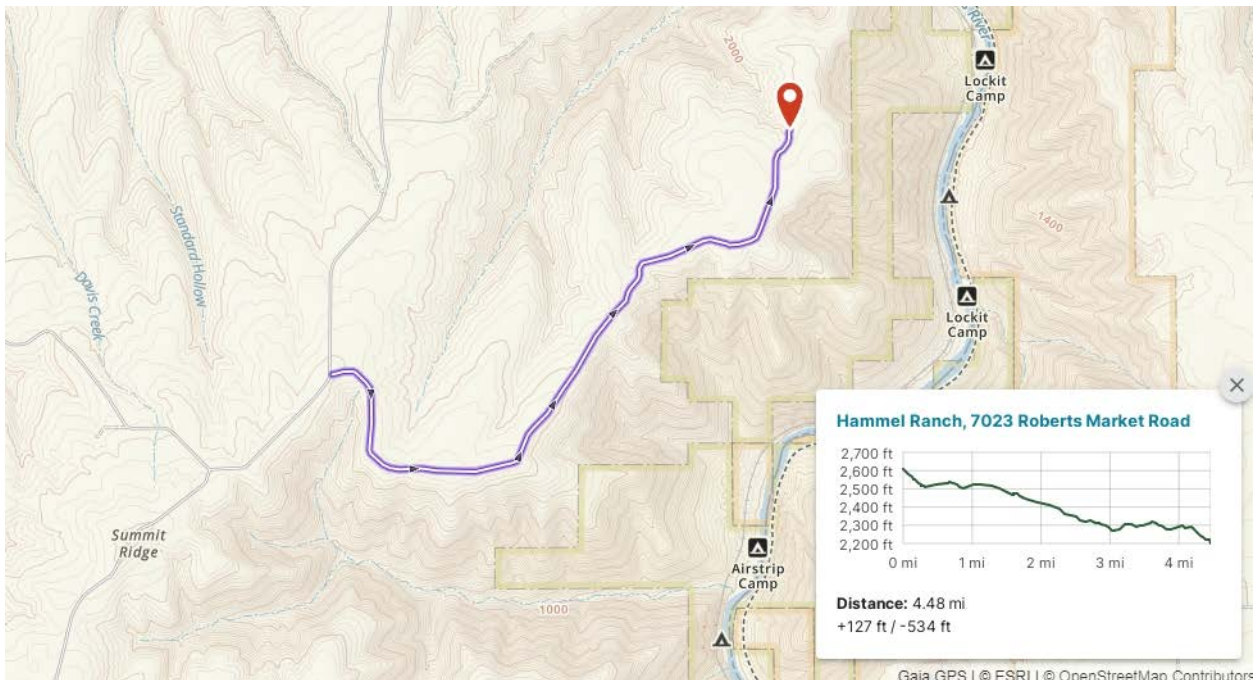 River
2000
Lockit
Camp
1400
Standard Hollow
Davis Creek
Lockit
Camp
Summit
Ridge
Airstrip
Camp
1000
Hammel Ranch, 7023 Roberts Market Road
2,700 ft
2,600 ft
2,500 ft
2,400 ft
2,300 ft
2,200 ft
0 mi 1 mi 2 mi 3 mi 4 mi
Distance: 4.48 mi
+127 ft / -534 ft
Gaia GPS | © ESRI | © OpenStreetMap Contributors